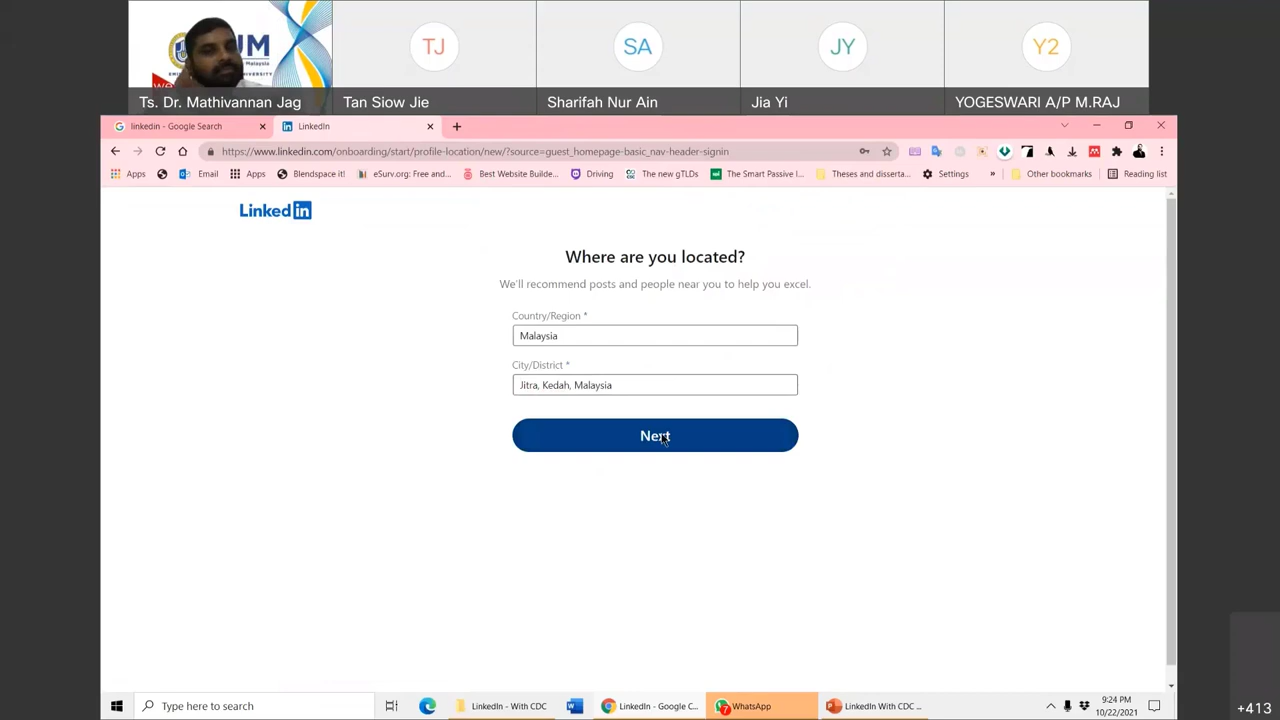 UM
Malaysia
TJ
SA
JY
Y2
Ts. Dr. Mathivannan Jag
Tan Siow Jie
Sharifah Nur Ain
Jia Yi
YOGESWARI A/P M.RAJ
linkedin - Google Search
LinkedIn
https://www.linkedin.com/onboarding/start/profile-location/new/?source=guest_homepage-basic_nav-header-signin
Apps
Email
Apps
Blendspace it!
eSurv.org: Free and...
Best Website Builde...
Driving
The new gTLDs
The Smart Passive I...
Theses and disserta...
Settings
»
Other bookmarks
Reading list
Linked in
Where are you located?
We'll recommend posts and people near you to help you excel.
Country/Region *
Malaysia
City/District *
Jitra, Kedah, Malaysia
Next
Type here to search
LinkedIn - With CDC
LinkedIn - Google C...
7
WhatsApp
LinkedIn With CDC ...
9:24 PM
10/22/2021
+413